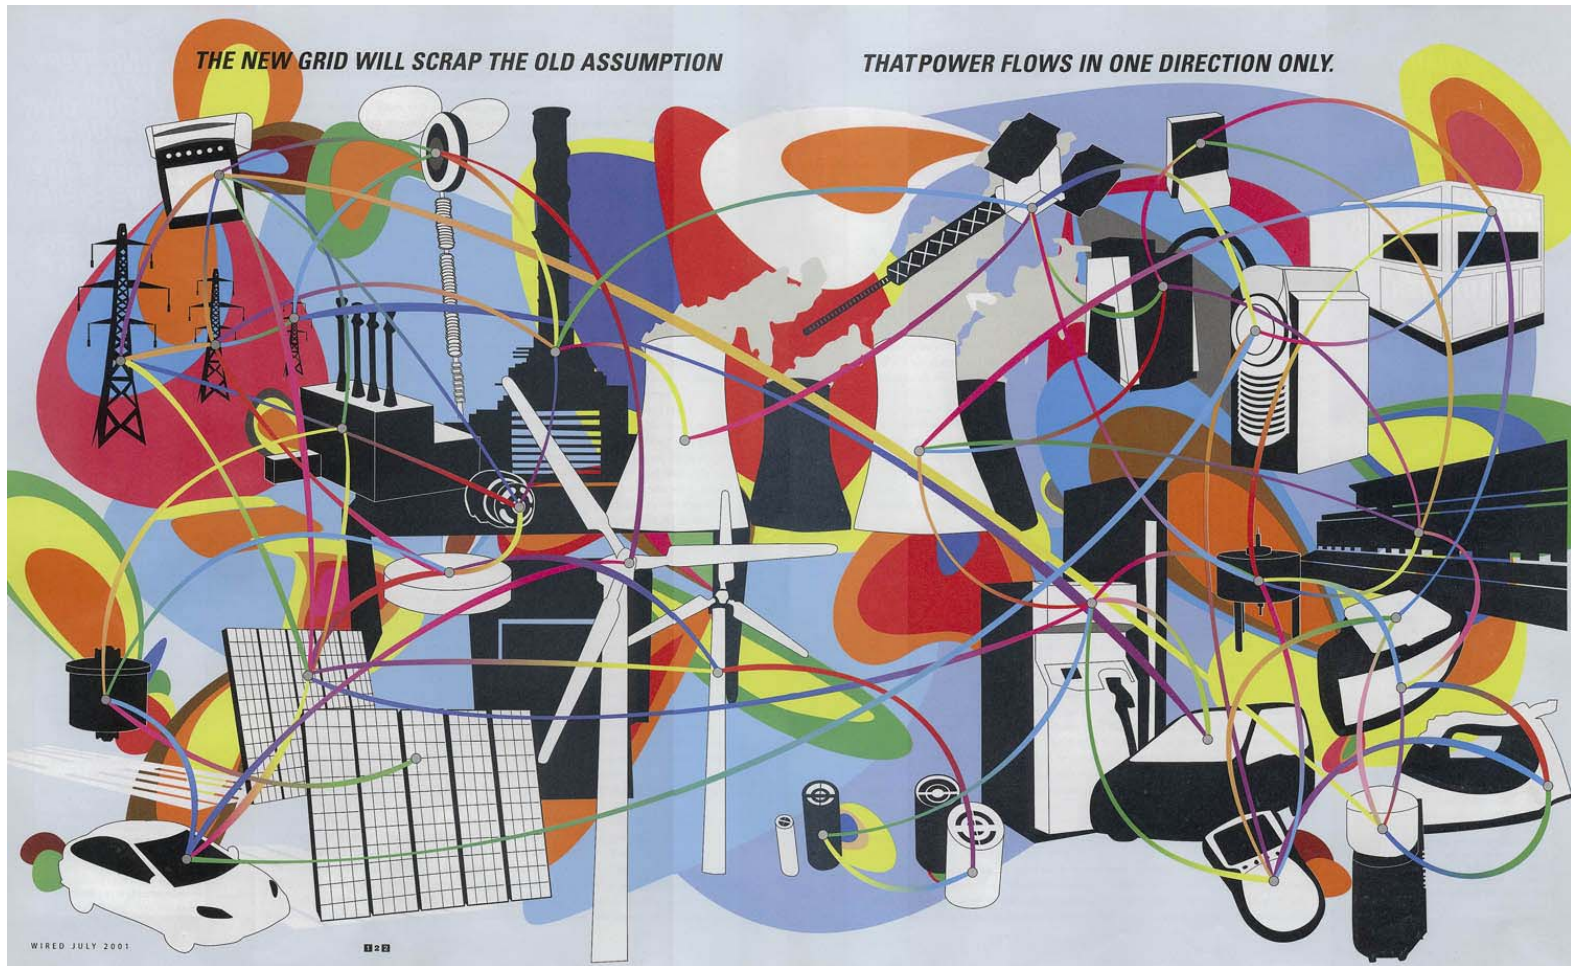 THE NEW GRID WILL SCRAP THE OLD ASSUMPTION
THAT POWER FLOWS IN ONE DIRECTION ONLY.
WIRED JULY 2001
122